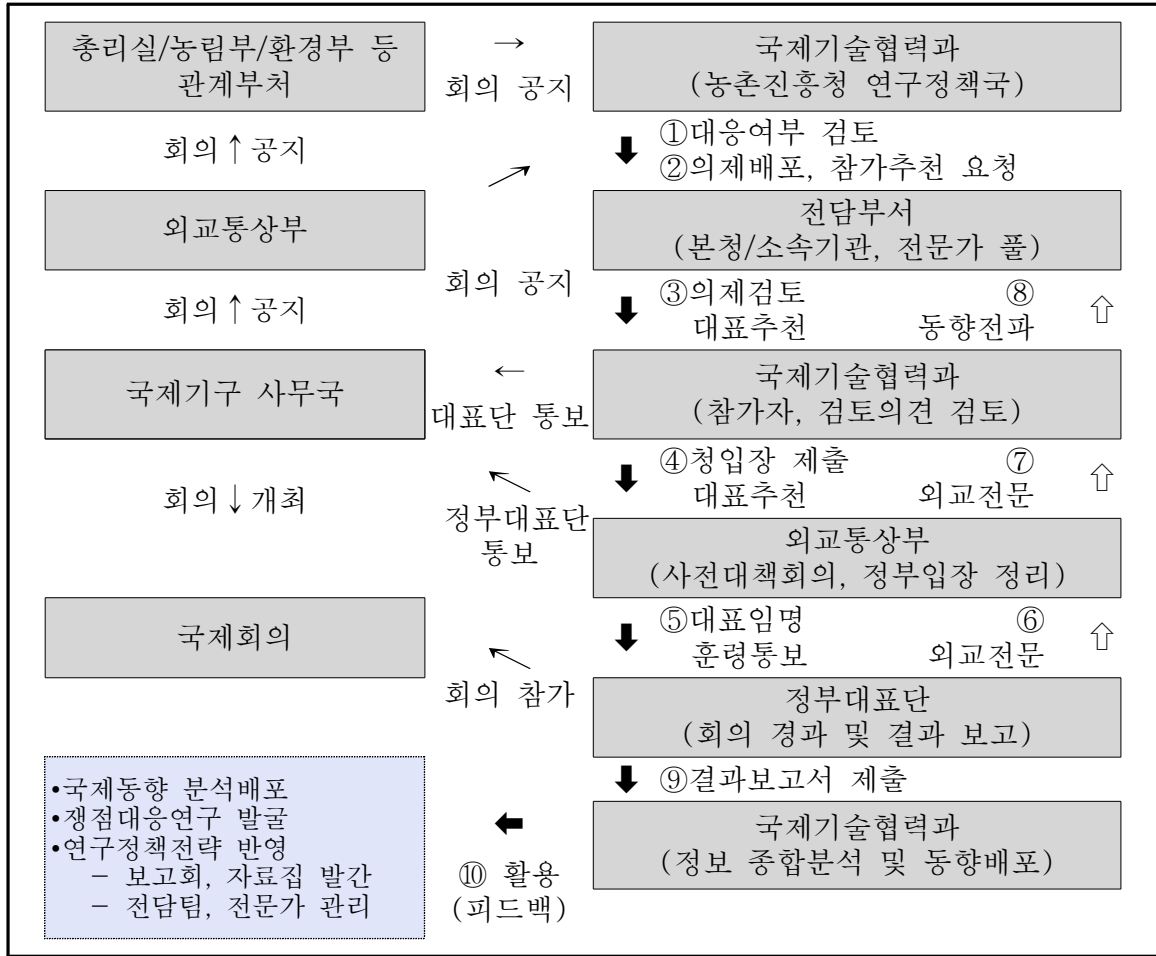 총리실/농림부/환경부 등
관계부처
→
회의 공지
국제기술협력과
(농촌진흥청 연구정책국)
회의↑공지
①대응여부 검토
②의제배포, 참가추천 요청
외교통상부
회의 공지
전담부서
(본청/소속기관, 전문가 풀)
회의↑공지
③의제검토
대표추천
⑧
동향전파
국제기구 사무국
←
대표단 통보
국제기술협력과
(참가자, 검토의견 검토)
회의↓개최
정부대표단
통보
④청입장 제출
대표추천
⑦
외교전문
외교통상부
(사전대책회의, 정부입장 정리)
국제회의
회의 참가
⑤대표임명
훈령통보
⑥
외교전문
정부대표단
(회의 경과 및 결과 보고)
⑨결과보고서 제출
•국제동향 분석배포
•쟁점대응연구 발굴
•연구정책전략 반영
- 보고회, 자료집 발간
- 전담팀, 전문가 관리
⑩ 활용
(피드백)
국제기술협력과
(정보 종합분석 및 동향배포)